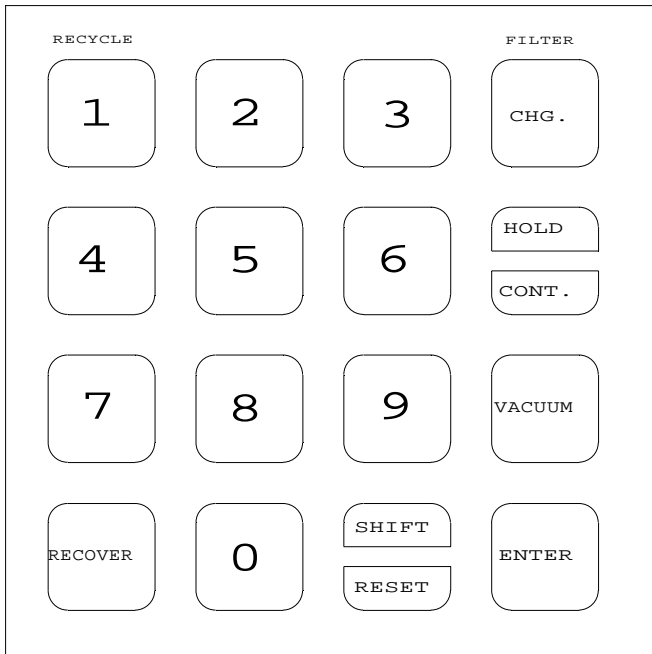 RECYCLE FILTER
1 2 3 CHG.
HOLD
4 5 6
CONT.
7 8 9 VACUUM
SHIFT
RECOVER 0 ENTER
RESET